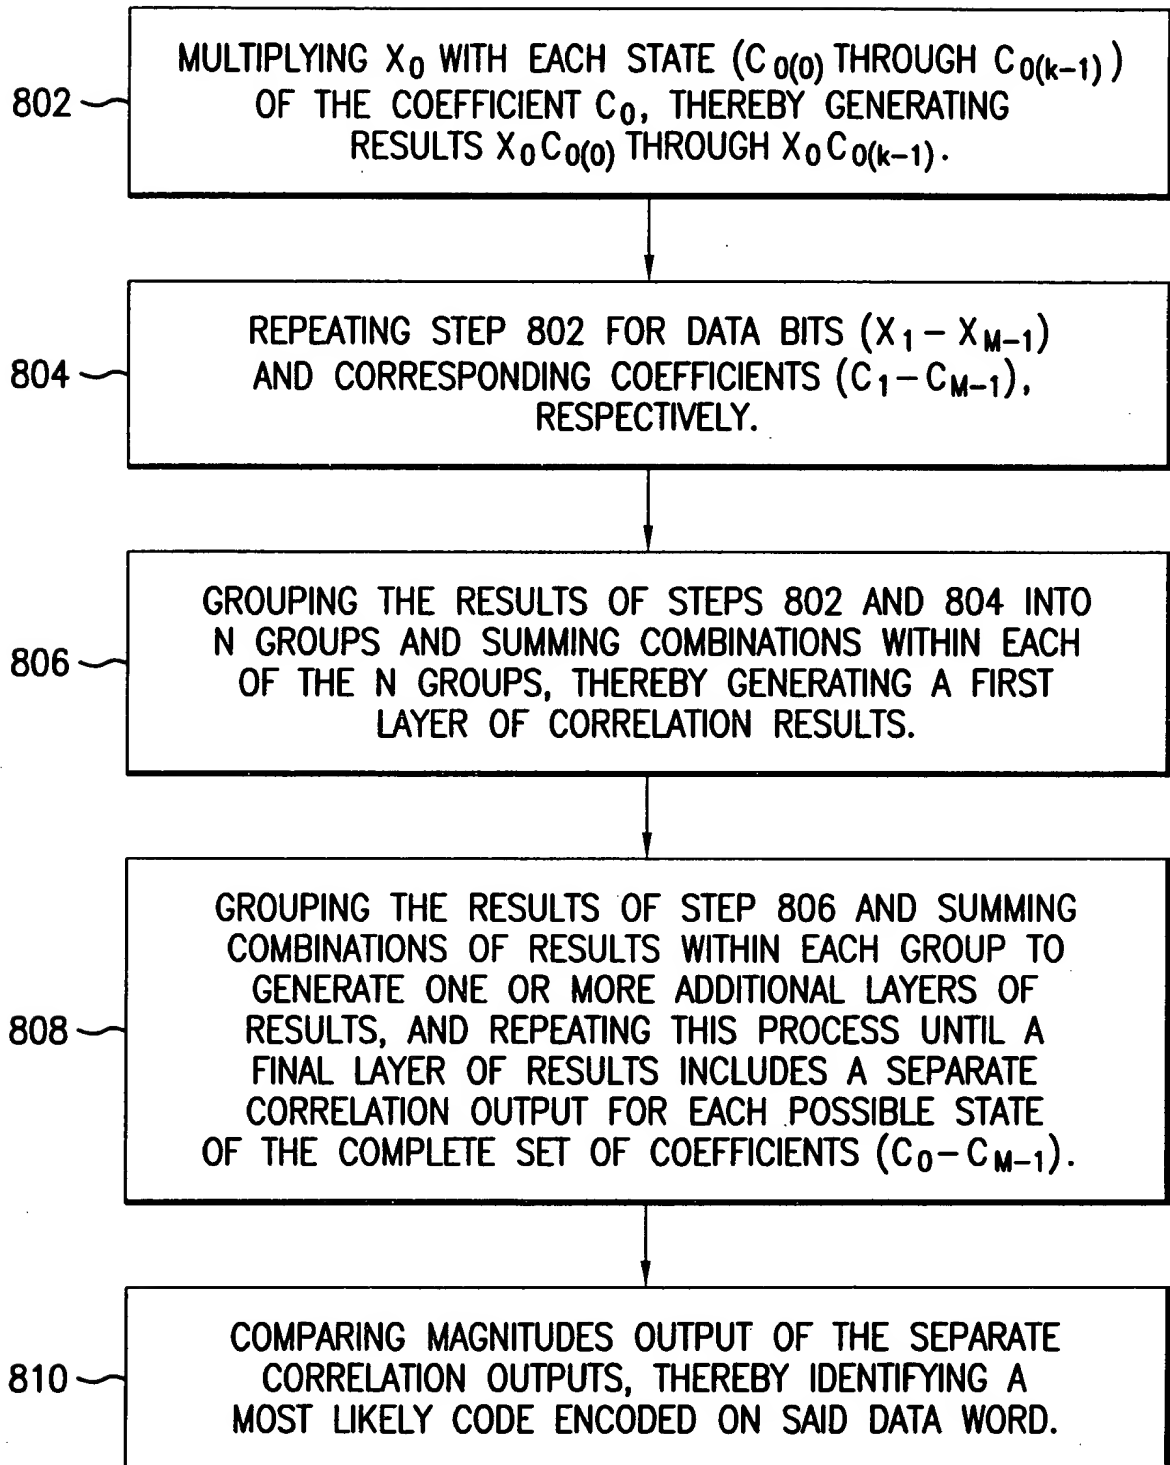 802
MULTIPLYING X₀ WITH EACH STATE (C₀₍₀₎ THROUGH C₀₍ₖ₋₁₎)
OF THE COEFFICIENT C₀, THEREBY GENERATING
RESULTS X₀C₀₍₀₎ THROUGH X₀C₀₍ₖ₋₁₎.
804
REPEATING STEP 802 FOR DATA BITS (X₁ – X_{M–1})
AND CORRESPONDING COEFFICIENTS (C₁ – C_{M–1}),
RESPECTIVELY.
806
GROUPING THE RESULTS OF STEPS 802 AND 804 INTO
N GROUPS AND SUMMING COMBINATIONS WITHIN EACH
OF THE N GROUPS, THEREBY GENERATING A FIRST
LAYER OF CORRELATION RESULTS.
808
GROUPING THE RESULTS OF STEP 806 AND SUMMING
COMBINATIONS OF RESULTS WITHIN EACH GROUP TO
GENERATE ONE OR MORE ADDITIONAL LAYERS OF
RESULTS, AND REPEATING THIS PROCESS UNTIL A
FINAL LAYER OF RESULTS INCLUDES A SEPARATE
CORRELATION OUTPUT FOR EACH POSSIBLE STATE
OF THE COMPLETE SET OF COEFFICIENTS (C₀ – C_{M–1}).
810
COMPARING MAGNITUDES OUTPUT OF THE SEPARATE
CORRELATION OUTPUTS, THEREBY IDENTIFYING A
MOST LIKELY CODE ENCODED ON SAID DATA WORD.